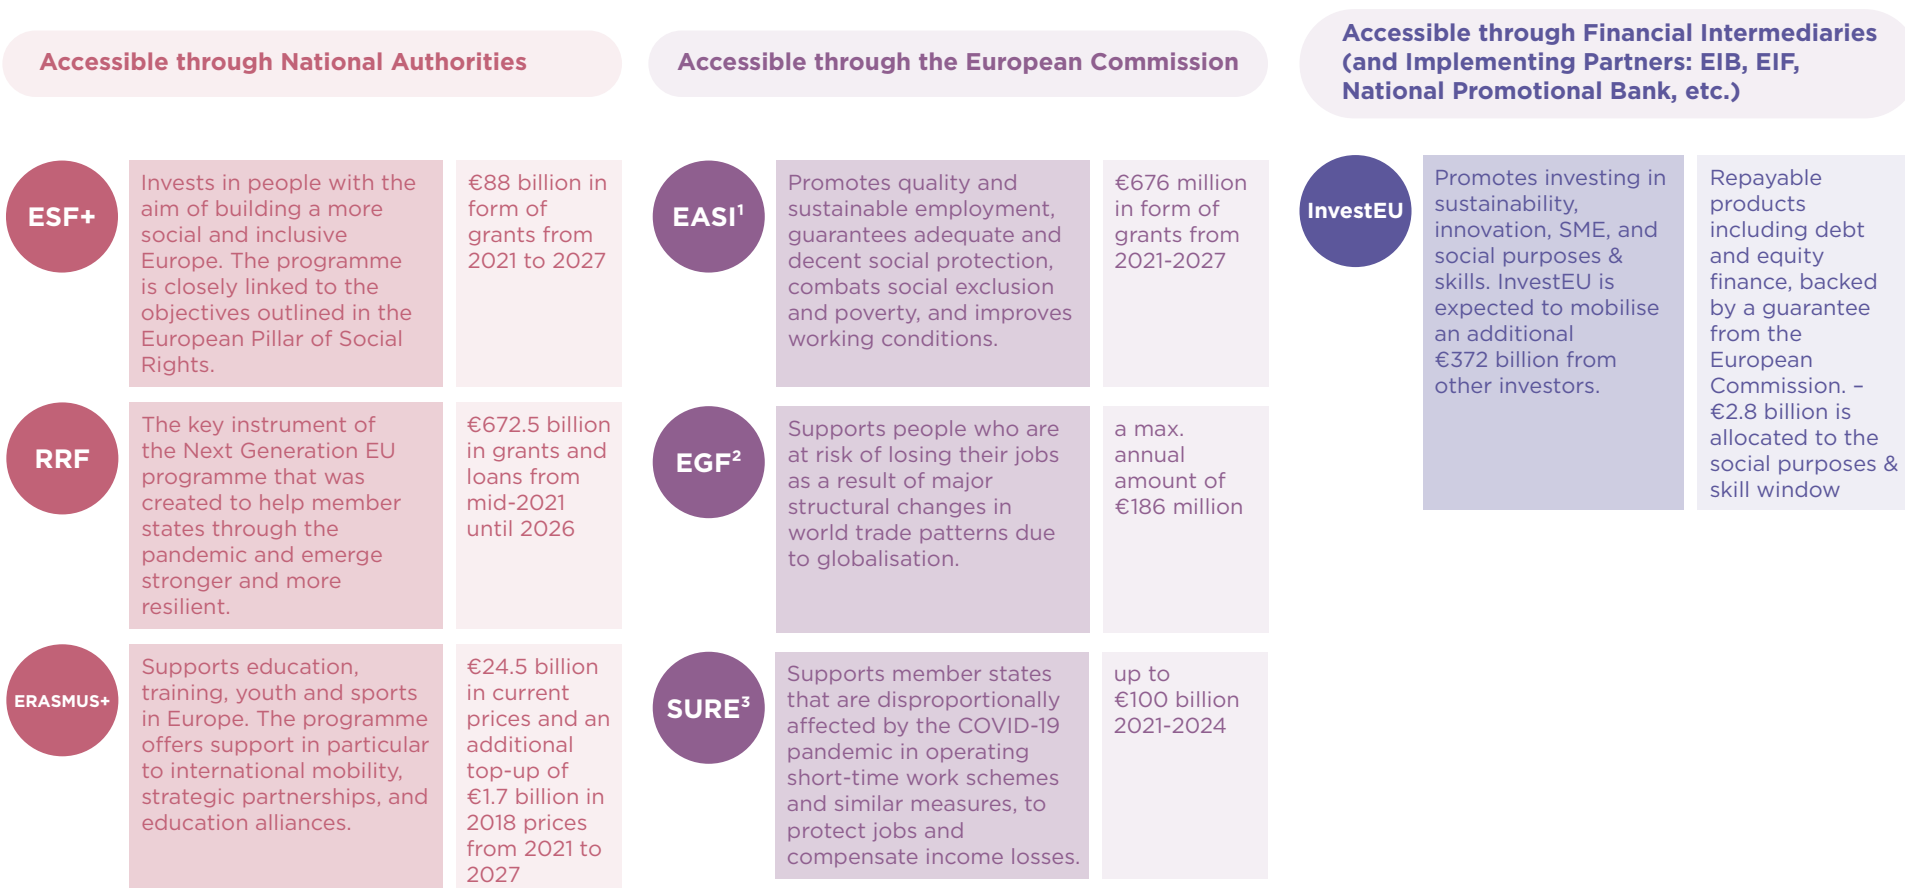 Accessible through National Authorities
ESF+
Invests in people with the
aim of building a more
social and inclusive
Europe. The programme
is closely linked to the
objectives outlined in the
European Pillar of Social
Rights.
€88 billion in
form of
grants from
2021 to 2027
RRF
The key instrument of
the Next Generation EU
programme that was
created to help member
states through the
pandemic and emerge
stronger and more
resilient.
€672.5 billion
in grants and
loans from
mid-2021
until 2026
ERASMUS+
Supports education,
training, youth and sports
in Europe. The programme
offers support in particular
to international mobility,
strategic partnerships, and
education alliances.
€24.5 billion
in current
prices and an
additional
top-up of
€1.7 billion in
2018 prices
from 2021 to
2027
Accessible through the European Commission
EASI¹
Promotes quality and
sustainable employment,
guarantees adequate and
decent social protection,
combats social exclusion
and poverty, and improves
working conditions.
€676 million
in form of
grants from
2021-2027
EGF²
Supports people who are
at risk of losing their jobs
as a result of major
structural changes in
world trade patterns due
to globalisation.
a max.
annual
amount of
€186 million
SURE³
Supports member states
that are disproportionally
affected by the COVID-19
pandemic in operating
short-time work schemes
and similar measures, to
protect jobs and
compensate income losses.
up to
€100 billion
2021-2024
Accessible through Financial Intermediaries
(and Implementing Partners: EIB, EIF,
National Promotional Bank, etc.)
InvestEU
Promotes investing in
sustainability,
innovation, SME, and
social purposes &
skills. InvestEU is
expected to mobilise
an additional
€372 billion from
other investors.
Repayable
products
including debt
and equity
finance, backed
by a guarantee
from the
European
Commission. –
€2.8 billion is
allocated to the
social purposes &
skill window